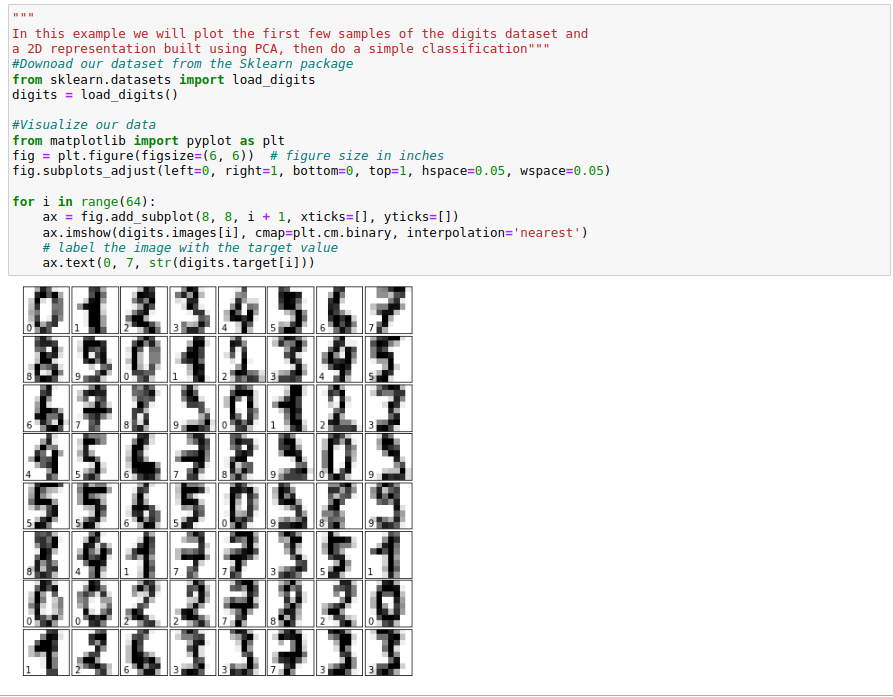 """
In this example we will plot the first few samples of the digits dataset and
a 2D representation built using PCA, then do a simple classification"""
#Downoad our dataset from the Sklearn package
from sklearn.datasets import load_digits
digits = load_digits()
#Visualize our data
from matplotlib import pyplot as plt
fig = plt.figure(figsize=(6, 6))  # figure size in inches
fig.subplots_adjust(left=0, right=1, bottom=0, top=1, hspace=0.05, wspace=0.05)
for i in range(64):
    ax = fig.add_subplot(8, 8, i + 1, xticks=[], yticks=[])
    ax.imshow(digits.images[i], cmap=plt.cm.binary, interpolation='nearest')
    # label the image with the target value
    ax.text(0, 7, str(digits.target[i]))
0 1 2 3 4 5 6 7
8 9 0 1 2 3 4 5
6 7 8 9 0 1 2 3
4 5 6 7 8 9 0 9
5 5 6 5 0 9 8 9
8 4 1 7 7 3 5 1
0 0 2 2 7 8 2 0
1 2 6 3 3 7 3 3